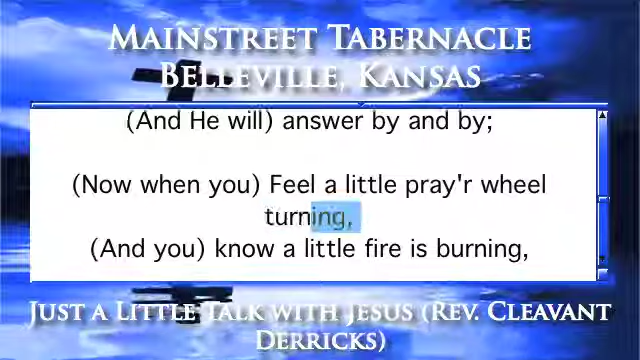 Mainstreet Tabernacle
Belleville, Kansas
(And He will) answer by and by;
(Now when you) Feel a little pray'r wheel
turning,
(And you) know a little fire is burning,
Just a Little Talk with Jesus (Rev. Cleavant
Derricks)